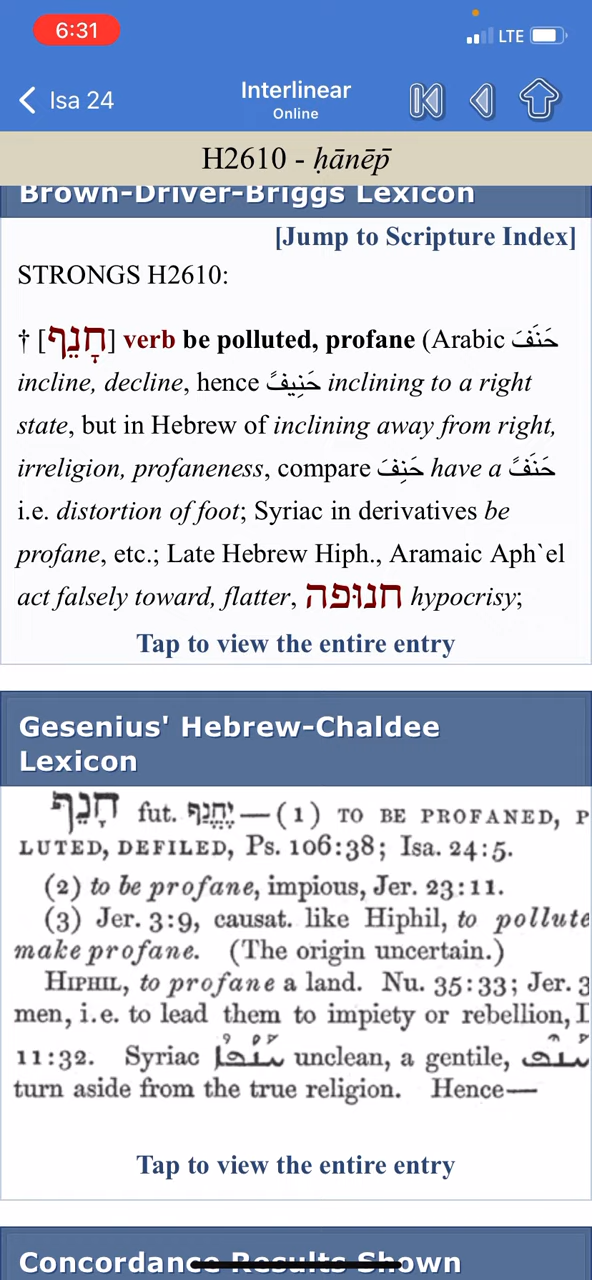 6:31
LTE
Isa 24
Interlinear
Online
H2610 - ḥānēp̄
Brown-Driver-Briggs Lexicon
[Jump to Scripture Index]
STRONGS H2610:
† [חָנֵף] verb be polluted, profane (Arabic حَنَفَ
incline, decline, hence حَنِيفً inclining to a right
state, but in Hebrew of inclining away from right,
irreligion, profaneness, compare حَنِفَ have a حَنَفً
i.e. distortion of foot; Syriac in derivatives be
profane, etc.; Late Hebrew Hiph., Aramaic Aph`el
act falsely toward, flatter, חנוּפה hypocrisy;
Tap to view the entire entry
Gesenius' Hebrew-Chaldee
Lexicon
חָנֵף fut. יֶחֱנַף—(1) TO BE PROFANED, P
LUTED, DEFILED, Ps. 106:38; Isa. 24:5.
(2) to be profane, impious, Jer. 23:11.
(3) Jer. 3:9, causat. like Hiphil, to pollute
make profane. (The origin uncertain.)
HIPHIL, to profane a land. Nu. 35:33; Jer. 3
men, i.e. to lead them to impiety or rebellion,
11:32. Syriac unclean, a gentile,
turn aside from the true religion. Hence—
Tap to view the entire entry
Concordance Results Shown